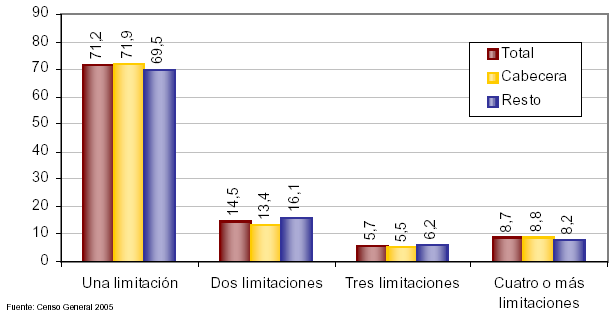 90
80
70
60
50
40
30
20
10
0
71,2
71,9
69,5
14,5
13,4
16,1
5,7
5,5
6,2
8,7
8,8
8,2
Total
Cabecera
Resto
Una limitación
Dos limitaciones
Tres limitaciones
Cuatro o más
limitaciones
Fuente: Censo General 2005